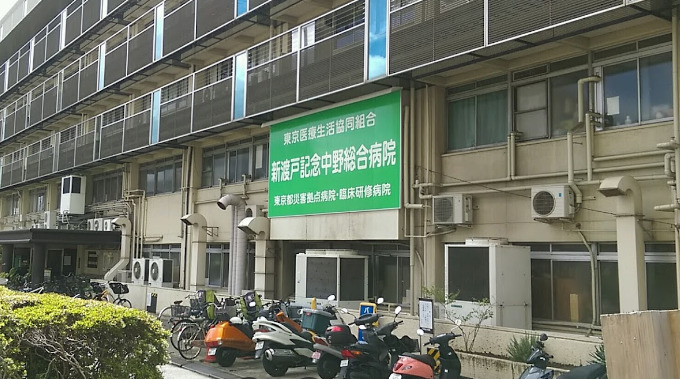 東京医療生活協同組合
新渡戸記念中野総合病院
東京都災害拠点病院・臨床研修病院